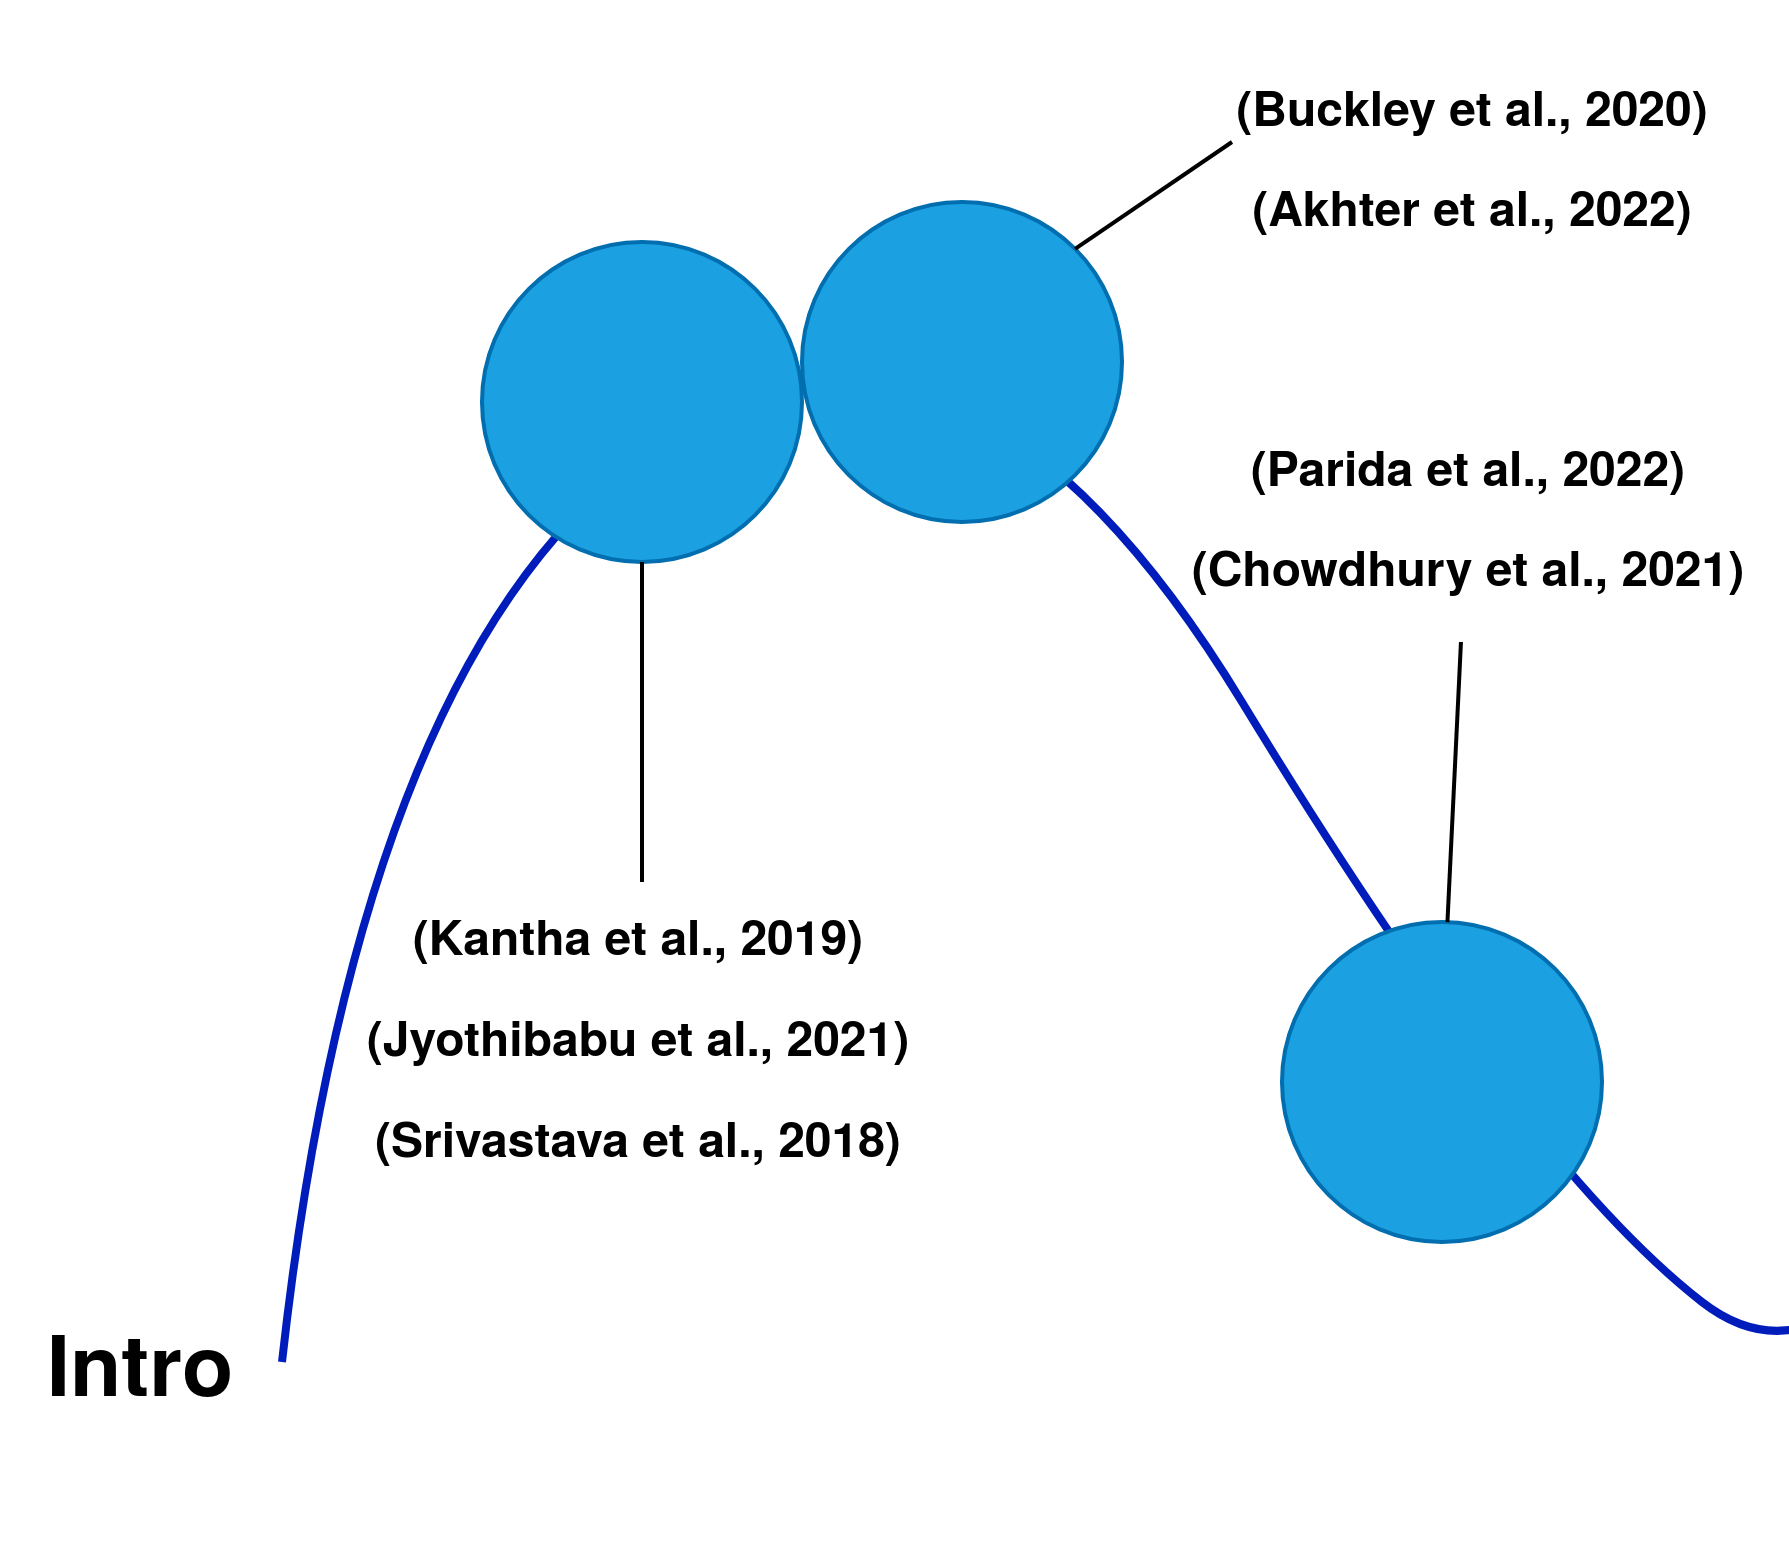 (Buckley et al., 2020)
(Akhter et al., 2022)
(Parida et al., 2022)
(Chowdhury et al., 2021)
(Kantha et al., 2019)
(Jyothibabu et al., 2021)
(Srivastava et al., 2018)
Intro